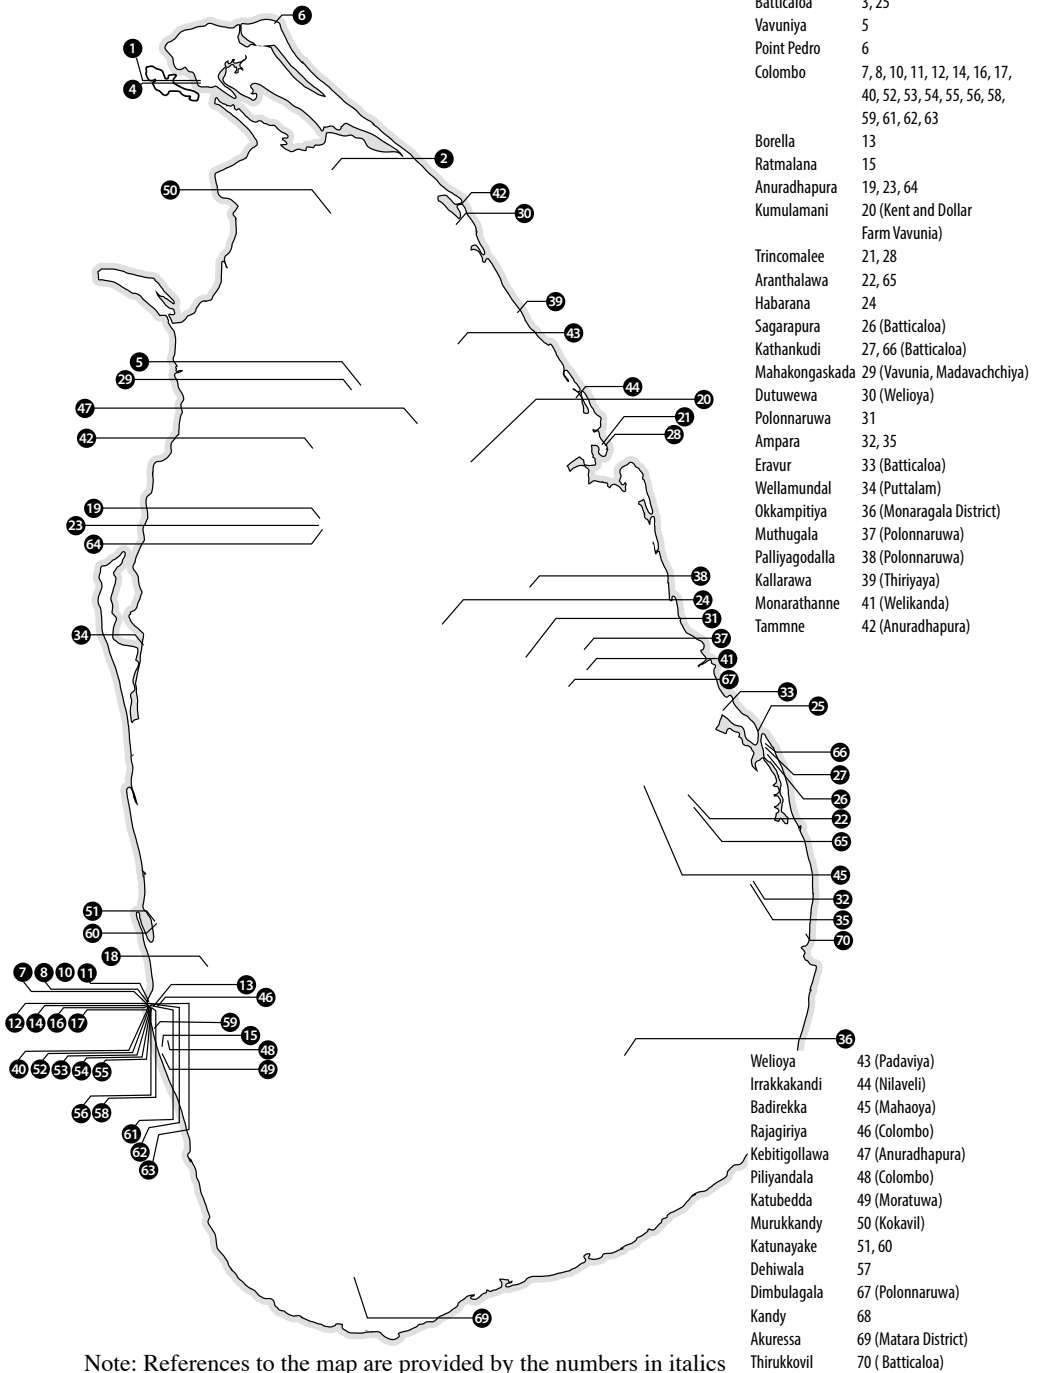 Batticaloa 3, 25
Vavuniya 5
Point Pedro 6
Colombo 7, 8, 10, 11, 12, 14, 16, 17,
40, 52, 53, 54, 55, 56, 58,
59, 61, 62, 63
Borella 13
Ratmalana 15
Anuradhapura 19, 23, 64
Kumulamani 20 (Kent and Dollar
Farm Vavunia)
Trincomalee 21, 28
Aranthalawa 22, 65
Habarana 24
Sagarapura 26 (Batticaloa)
Kathankudi 27, 66 (Batticaloa)
Mahakongaskada 29 (Vavunia, Madavachchiya)
Dutuwewa 30 (Welioya)
Polonnaruwa 31
Ampara 32, 35
Eravur 33 (Batticaloa)
Wellamundal 34 (Puttalam)
Okkampitiya 36 (Monaragala District)
Muthugala 37 (Polonnaruwa)
Palliyagodalla 38 (Polonnaruwa)
Kallarawa 39 (Thiriyaya)
Monarathanne 41 (Welikanda)
Tammne 42 (Anuradhapura)
6
1
4
2
50
42
30
39
43
5
29
44
20
47
21
28
42
19
23
64
38
24
31
34
37
41
67
33
25
66
27
26
22
65
45
32
51
35
60
70
18
7 8 10 11
13
46
12 14 16 17
59
15
36
48
40 52 53 54 55
49
56 58
61
62
63
69
Welioya 43 (Padaviya)
Irrakkakandi 44 (Nilaveli)
Badirekka 45 (Mahaoya)
Rajagiriya 46 (Colombo)
Kebitigollawa 47 (Anuradhapura)
Piliyandala 48 (Colombo)
Katubedda 49 (Moratuwa)
Murukkandy 50 (Kokavil)
Katunayake 51, 60
Dehiwala 57
Dimbulagala 67 (Polonnaruwa)
Kandy 68
Akuressa 69 (Matara District)
Thirukkovil 70 ( Batticaloa)
Note: References to the map are provided by the numbers in italics